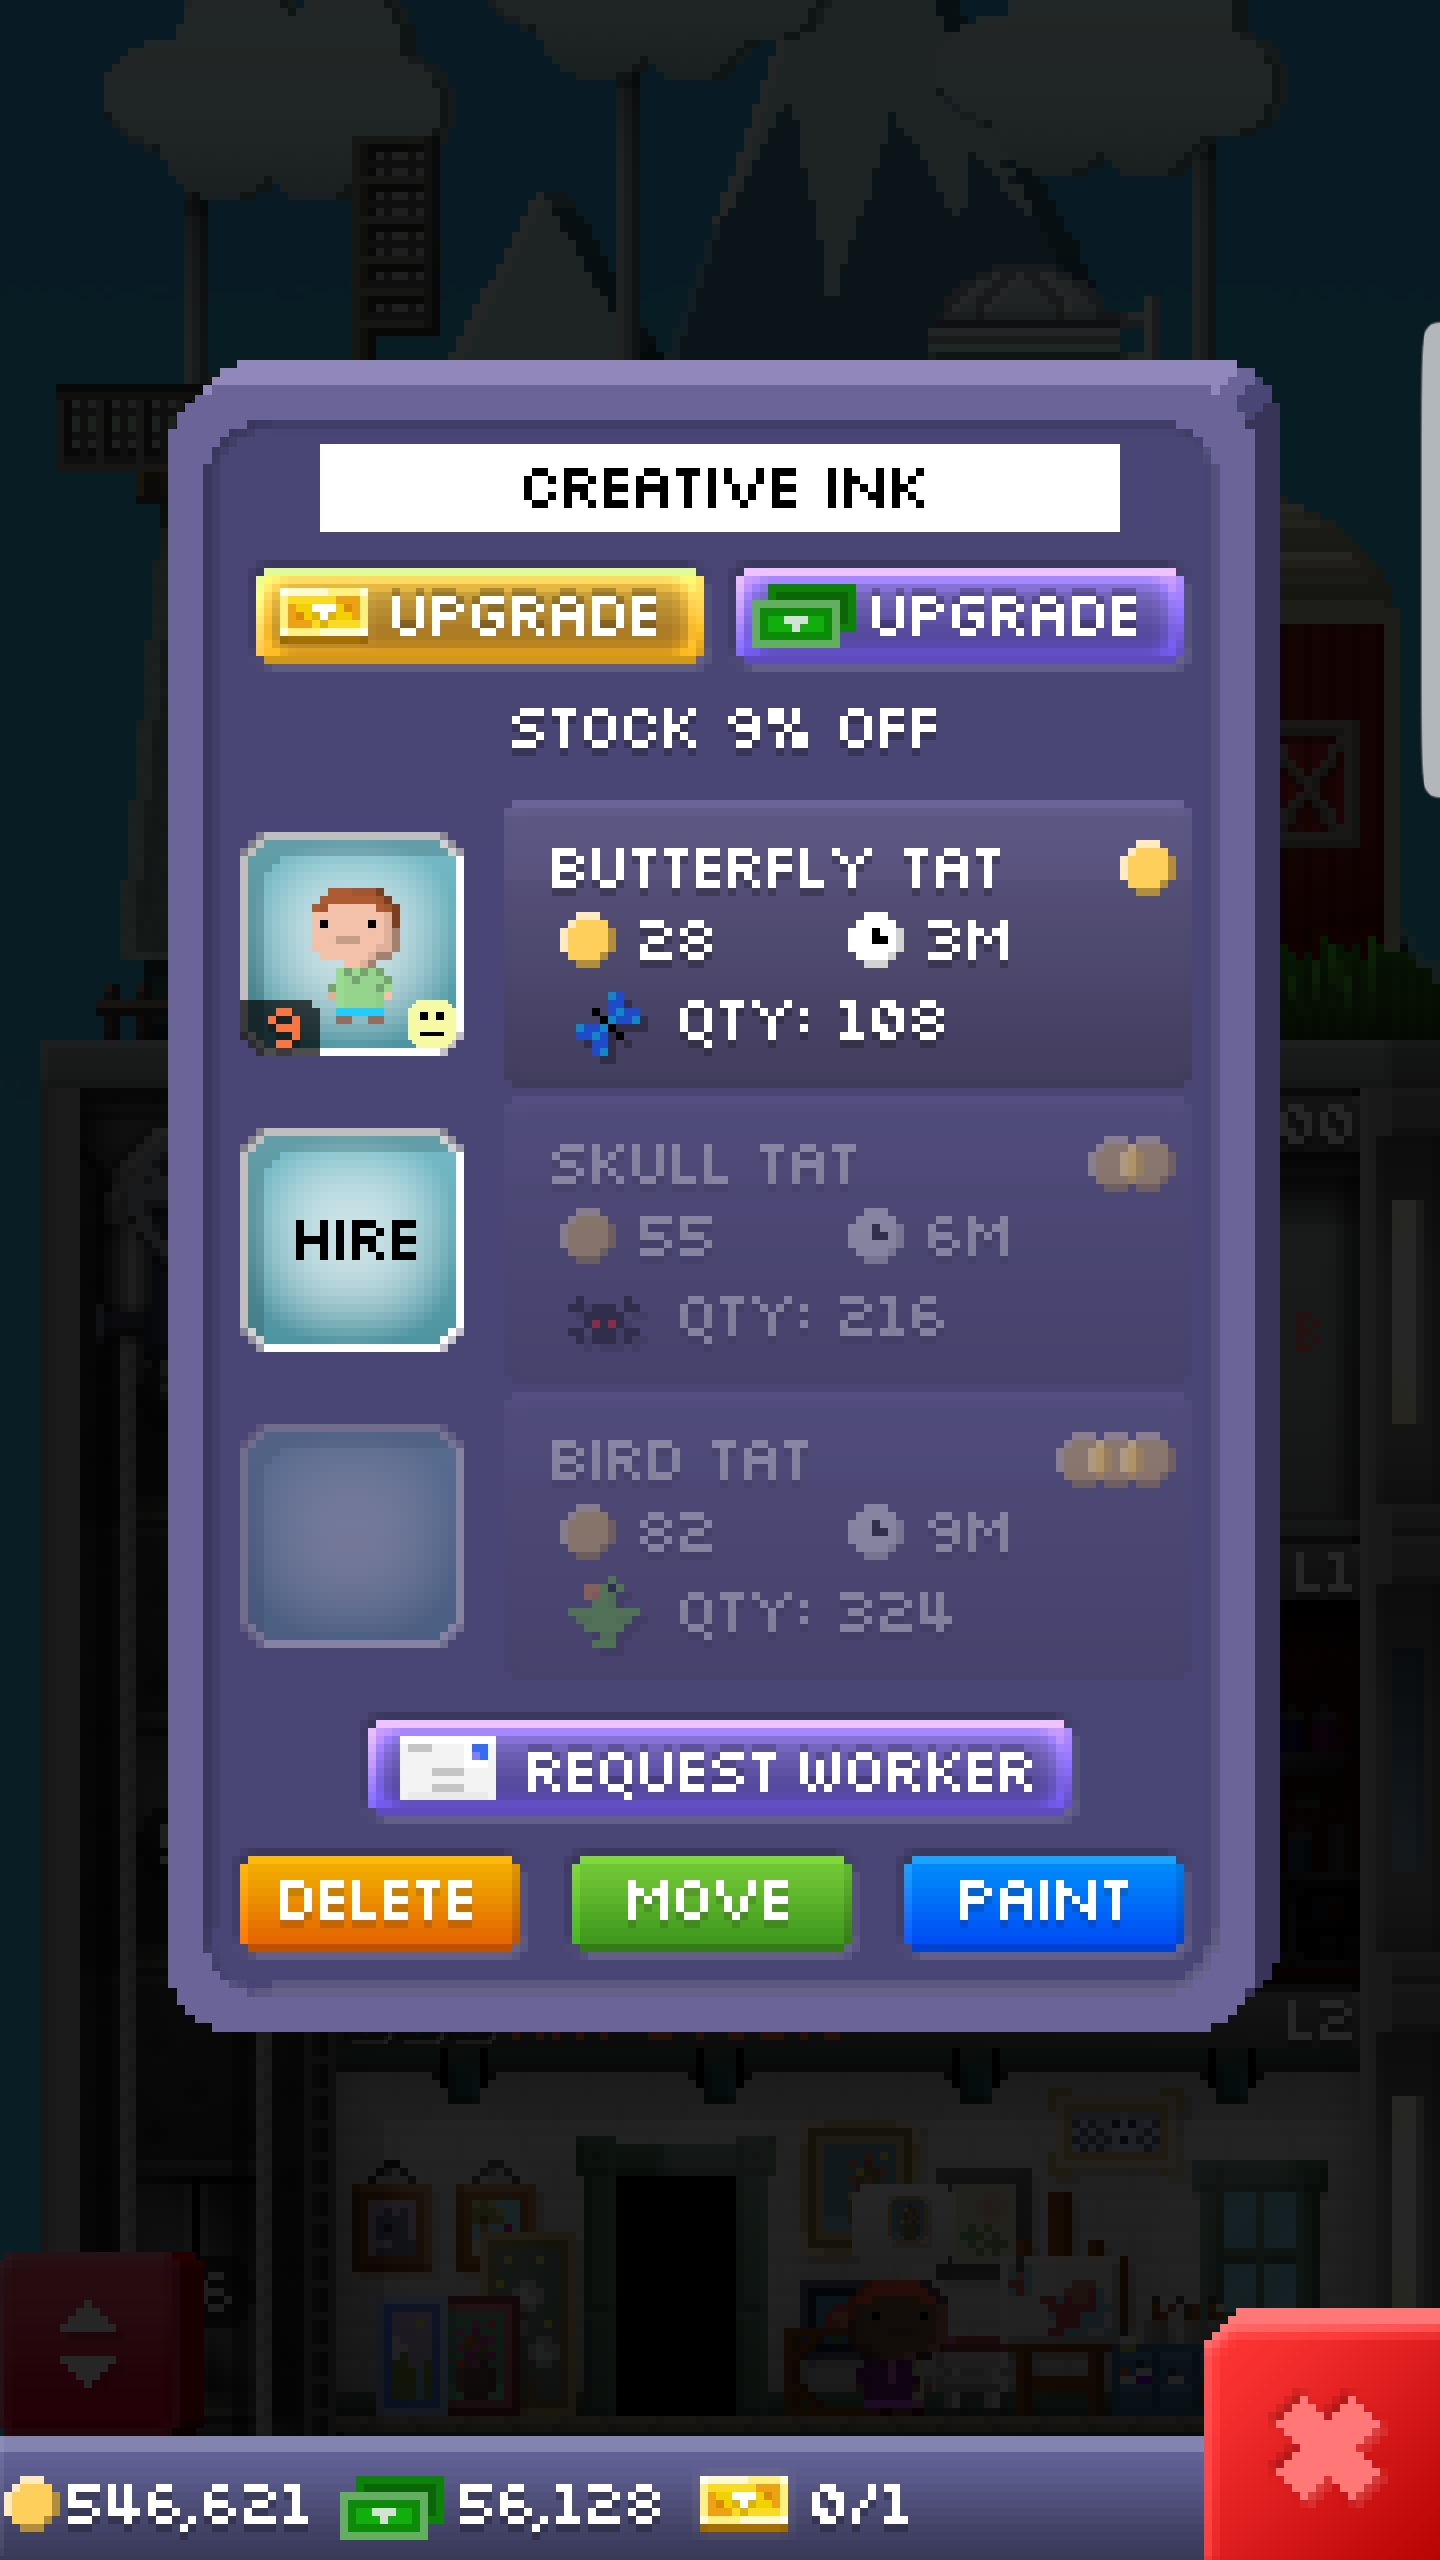 CREATIVE INK
UPGRADE UPGRADE
STOCK 9% OFF
BUTTERFLY TAT
28 3M
9
QTY: 108
SKULL TAT
HIRE
55 6M
QTY: 216
BIRD TAT
82 9M
QTY: 324
L1
REQUEST WORKER
DELETE MOVE PAINT
L2
546,621 56,128 0/1